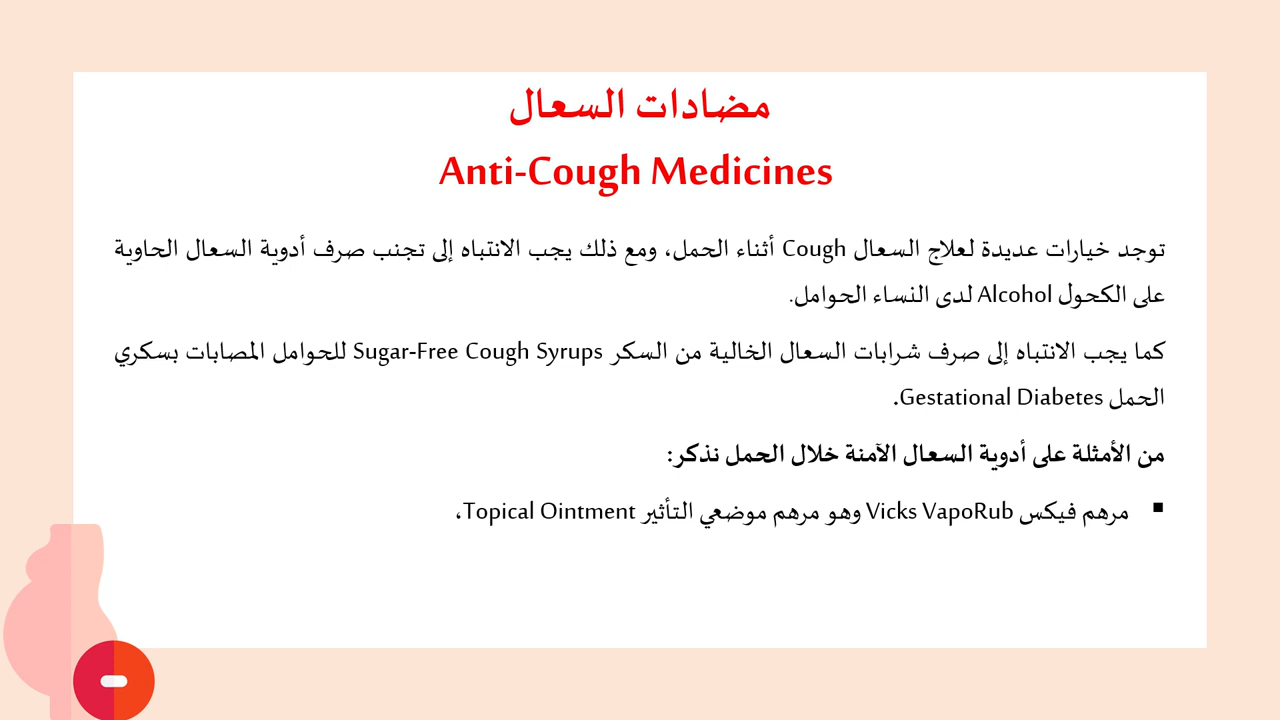 مضادات السعال
Anti-Cough Medicines
توجد خيارات عديدة لعلاج السعال Cough أثناء الحمل، ومع ذلك يجب الانتباه إلى تجنب صرف أدوية السعال الحاوية
على الكحول Alcohol لدى النساء الحوامل.
كما يجب الانتباه إلى صرف شرابات السعال الخالية من السكر Sugar-Free Cough Syrups للحوامل المصابات بسكري
الحمل Gestational Diabetes.
من الأمثلة على أدوية السعال الآمنة خلال الحمل نذكر:
▪ مرهم فيكس Vicks VapoRub وهو مرهم موضعي التأثير Topical Ointment،